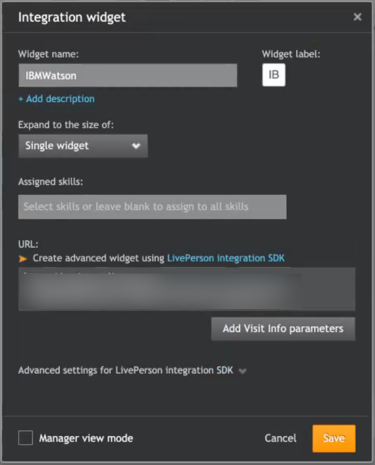 Integration widget
Widget name:
Widget label:
IBMWatson
IB
+ Add description
Expand to the size of:
Single widget
Assigned skills:
Select skills or leave blank to assign to all skills
URL:
Create advanced widget using LivePerson integration SDK
Add Visit Info parameters
Advanced settings for LivePerson integration SDK
Manager view mode
Cancel
Save